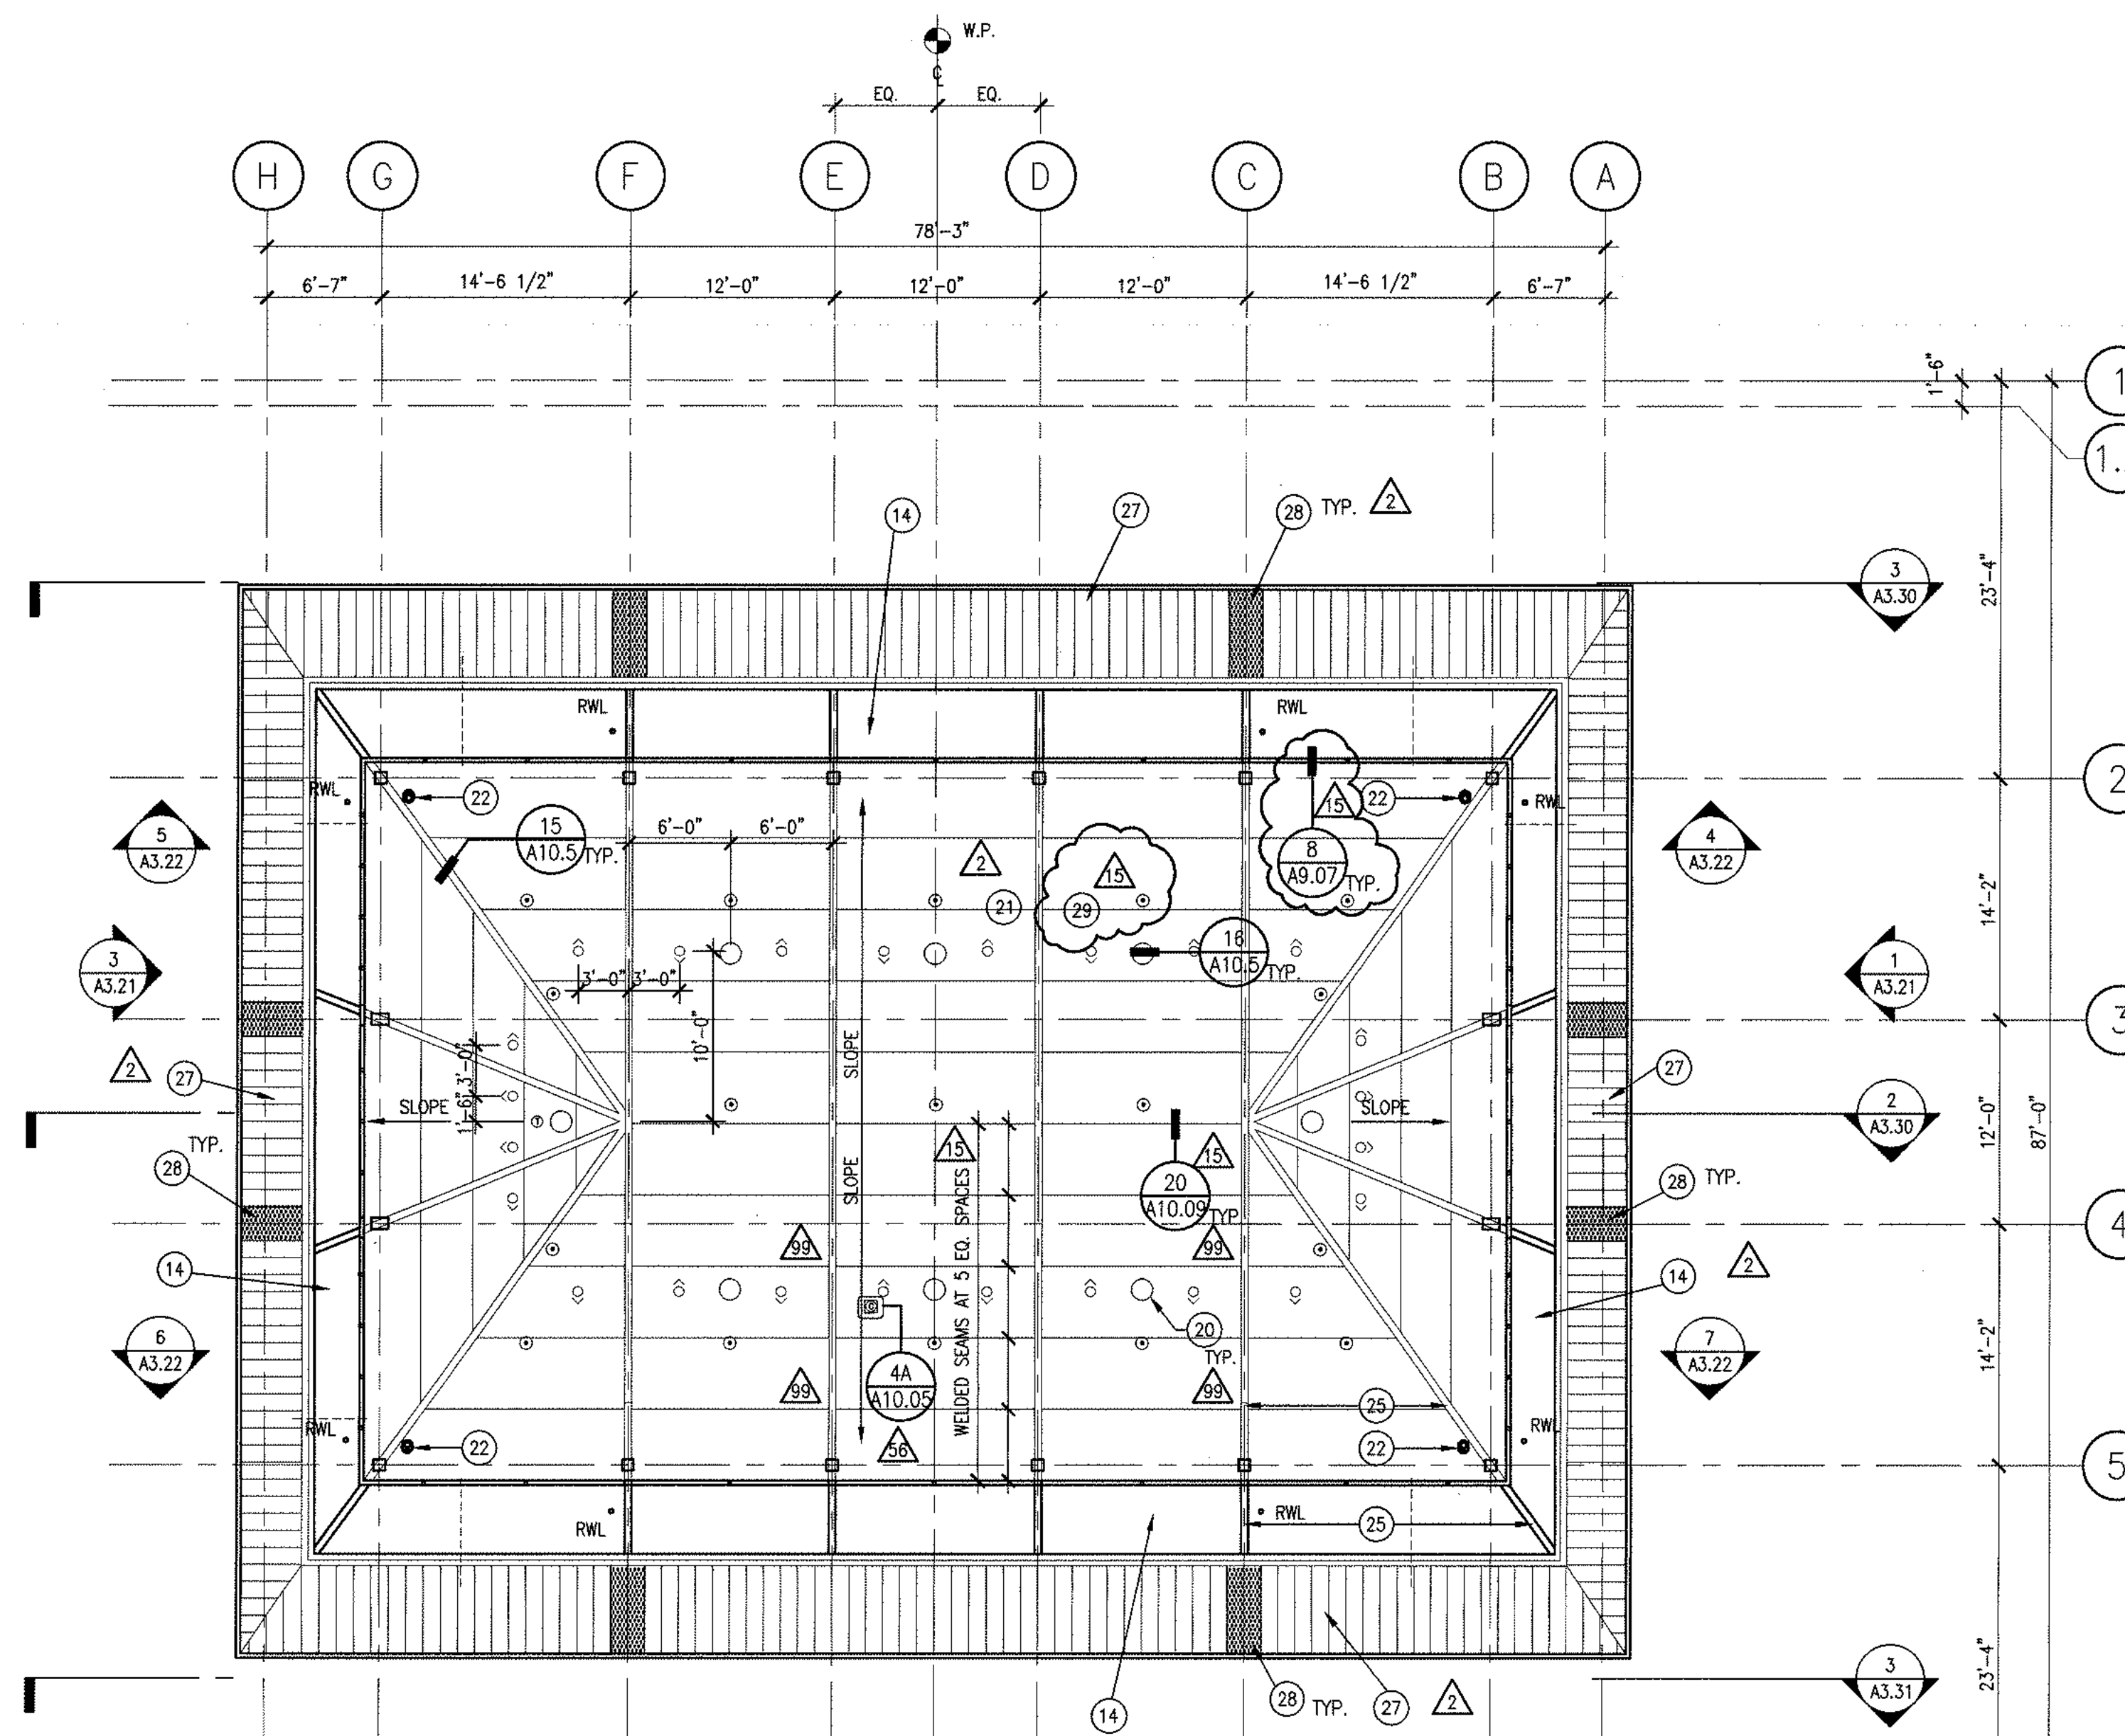 W.P.
C L
EQ. EQ.
H G F E D C B A
78'-3"
6'-7" 14'-6 1/2" 12'-0" 12'-0" 12'-0" 14'-6 1/2" 6'-7"
1'-6"
1
1.
14 27 28 TYP. 2
3
A3.30
23'-4"
RWL RWL
RWL RWL
2
22 15 22
5
A3.22
15
A10.5 TYP.
6'-0" 6'-0"
2 15
8
A9.07 TYP.
4
A3.22
21 29
14'-2"
16
A10.5 TYP.
3
A3.21
3'-0" 3'-0"
1
A3.21
10'-0"
3
2 27
3'-0"
1'-6"
SLOPE
SLOPE
SLOPE
27
2
A3.30
12'-0"
87'-0"
TYP.
28
SLOPE
WELDED SEAMS AT 5 EQ. SPACES
15
15
20
A10.09 TYP
28 TYP.
4
99 99
14
14 2
6
A3.22
20
TYP.
7
A3.22
14'-2"
4A
A10.05
99 99
25
56
RWL RWL
22 22
5
RWL RWL
25
14
28 TYP. 27 2
3
A3.31
23'-4"